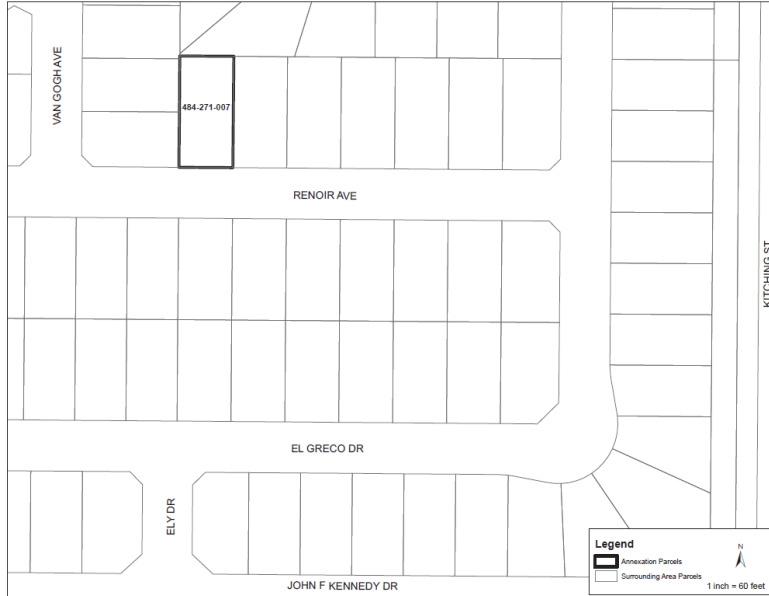 VAN GOGH AVE
484-271-007
RENOIR AVE
KITCHING ST
EL GRECO DR
ELY DR
JOHN F KENNEDY DR
Legend
Annexation Parcels
Surrounding Area Parcels
N
1 inch = 60 feet